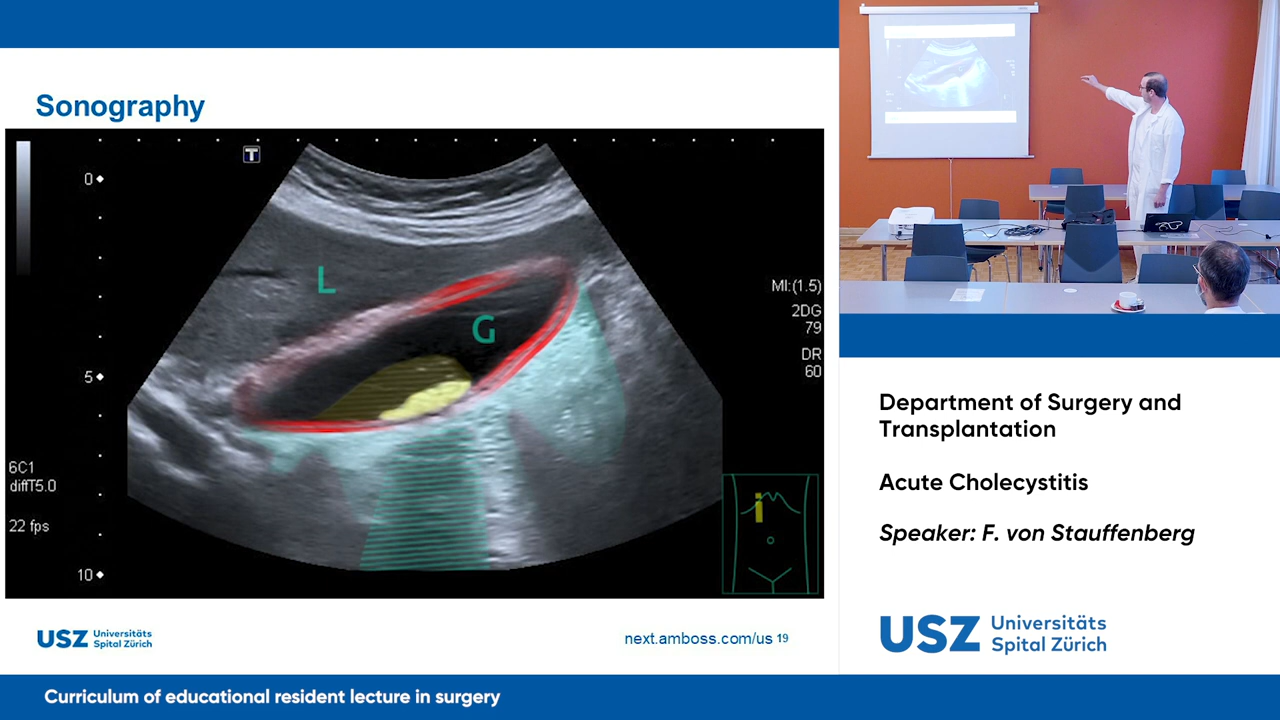 Sonography
T
0
L
G
MI:(1.5)
2DG
79
DR
60
5
6C1
diffT5.0
22 fps
10
i
USZ Universitäts
Spital Zürich
next.amboss.com/us 19
Department of Surgery and
Transplantation
Acute Cholecystitis
Speaker: F. von Stauffenberg
USZ Universitäts
Spital Zürich
Curriculum of educational resident lecture in surgery